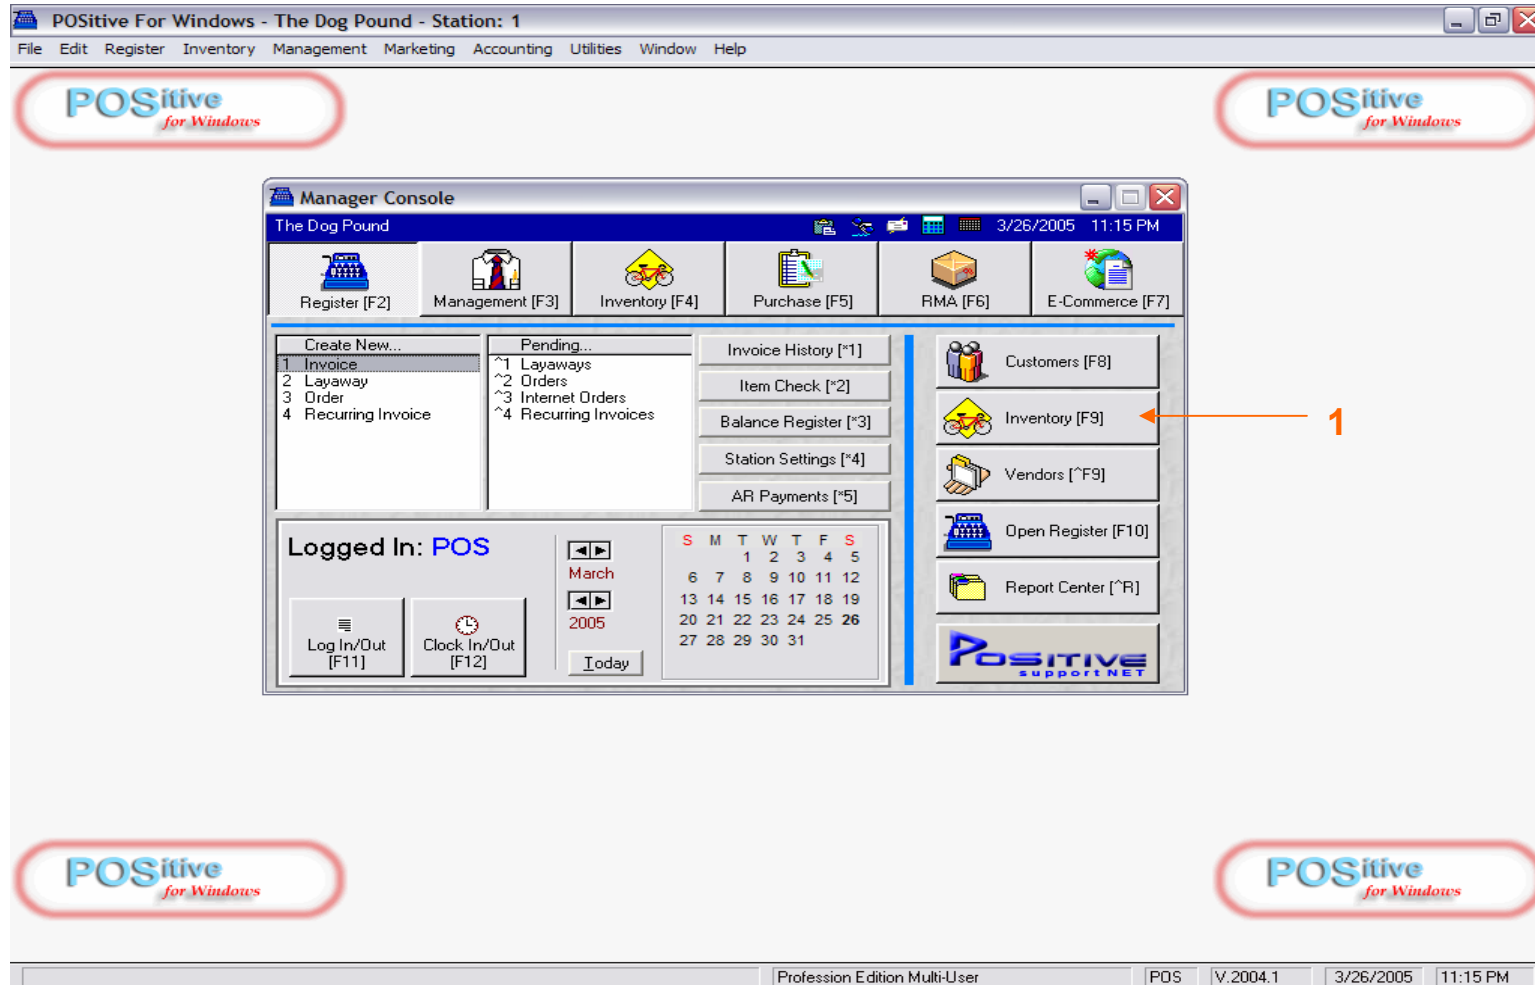 POSitive For Windows - The Dog Pound - Station: 1
File Edit Register Inventory Management Marketing Accounting Utilities Window Help
POSitive
for Windows
POSitive
for Windows
Manager Console
The Dog Pound 3/26/2005 11:15 PM
Register [F2] Management [F3] Inventory [F4] Purchase [F5] RMA [F6] E-Commerce [F7]
Create New...
1 Invoice
2 Layaway
3 Order
4 Recurring Invoice
Pending...
^1 Layaways
^2 Orders
^3 Internet Orders
^4 Recurring Invoices
Invoice History [*1]
Item Check [*2]
Balance Register [*3]
Station Settings [*4]
AR Payments [*5]
Customers [F8]
Inventory [F9]
1
Vendors [^F9]
Open Register [F10]
Report Center [^R]
POSITIVE
support NET
Logged In: POS
Log In/Out
[F11]
Clock In/Out
[F12]
March
2005
Today
S M T W T F S
1 2 3 4 5
6 7 8 9 10 11 12
13 14 15 16 17 18 19
20 21 22 23 24 25 26
27 28 29 30 31
POSitive
for Windows
POSitive
for Windows
Profession Edition Multi-User POS V.2004.1 3/26/2005 11:15 PM